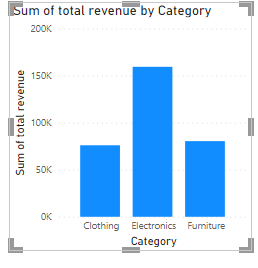 Sum of total revenue by Category
200K
150K
100K
50K
0K
Sum of total revenue
Clothing
Electronics
Furniture
Category